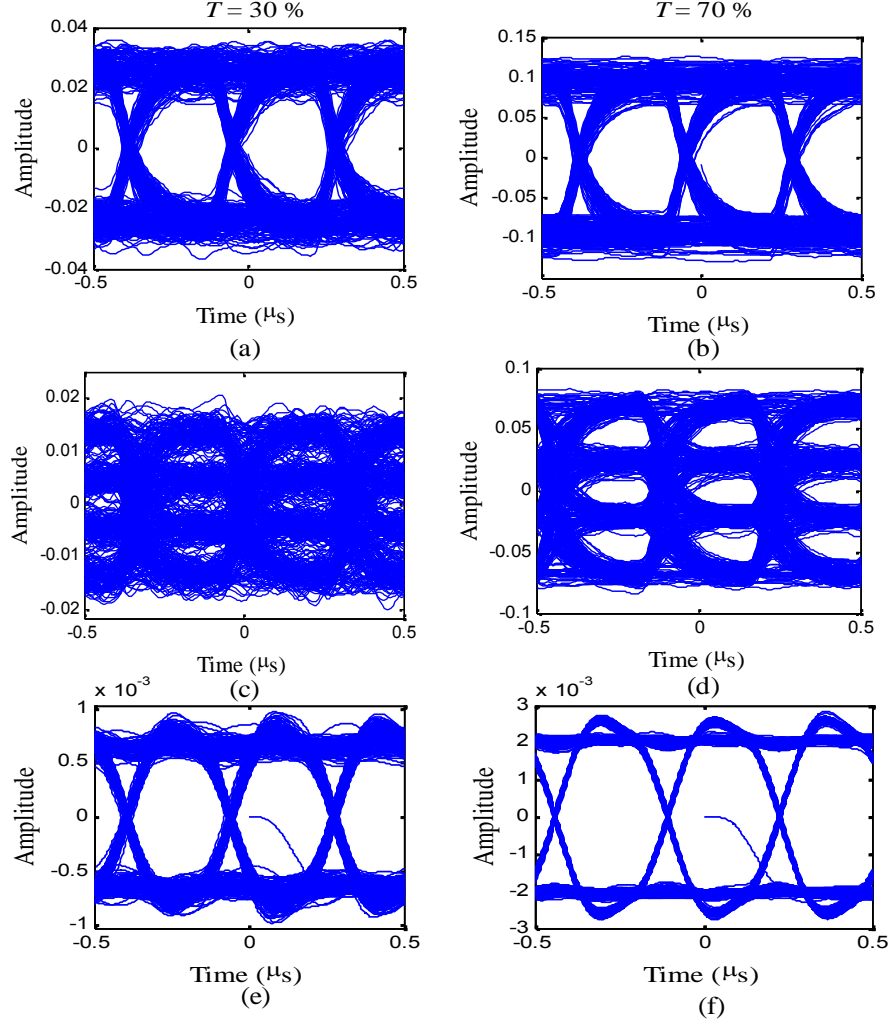 T = 30 %
T = 70 %
0.04
0.02
0
-0.02
-0.04
Amplitude
-0.5
0
0.5
Time (μs)
(a)
0.15
0.1
0.05
0
-0.05
-0.1
Amplitude
-0.5
0
0.5
Time (μs)
(b)
0.02
0.01
0
-0.01
-0.02
Amplitude
-0.5
0
0.5
Time (μs)
(c)
0.1
0.05
0
-0.05
-0.1
Amplitude
-0.5
0
0.5
Time (μs)
(d)
x 10⁻³
1
0.5
0
-0.5
-1
Amplitude
-0.5
0
0.5
Time (μs)
(e)
x 10⁻³
3
2
1
0
-1
-2
-3
Amplitude
-0.5
0
0.5
Time (μs)
(f)